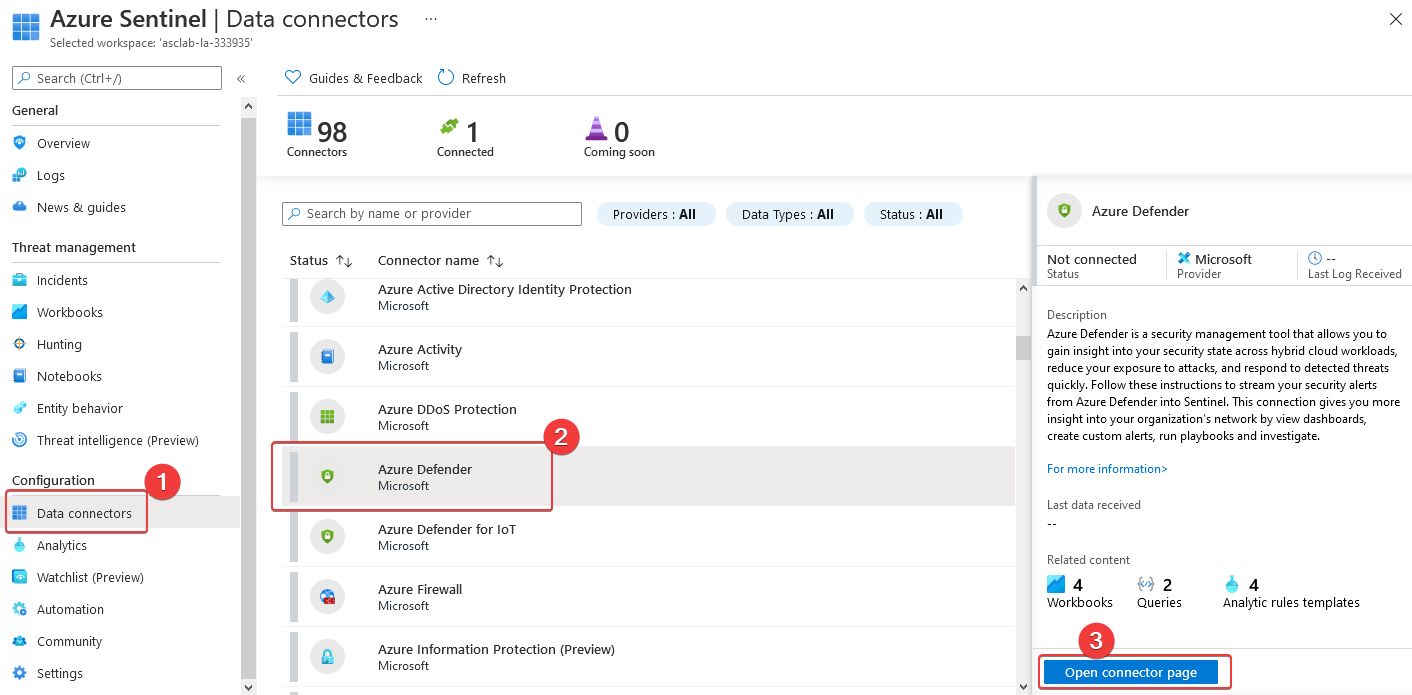 Azure Sentinel | Data connectors ...
Selected workspace: 'asclab-la-333935'
Search (Ctrl+/)
«
General
Overview
Logs
News & guides
Threat management
Incidents
Workbooks
Hunting
Notebooks
Entity behavior
Threat intelligence (Preview)
Configuration
1
Data connectors
Analytics
Watchlist (Preview)
Automation
Community
Settings
Guides & Feedback
Refresh
98
Connectors
1
Connected
0
Coming soon
Search by name or provider
Providers : All
Data Types : All
Status : All
Status ↑↓
Connector name ↑↓
Azure Active Directory Identity Protection
Microsoft
Azure Activity
Microsoft
Azure DDoS Protection
Microsoft
2
Azure Defender
Microsoft
Azure Defender for IoT
Microsoft
Azure Firewall
Microsoft
Azure Information Protection (Preview)
Microsoft
Azure Defender
Not connected
Status
Microsoft
Provider
--
Last Log Received
Description
Azure Defender is a security management tool that allows you to
gain insight into your security state across hybrid cloud workloads,
reduce your exposure to attacks, and respond to detected threats
quickly. Follow these instructions to stream your security alerts
from Azure Defender into Sentinel. This connection gives you more
insight into your organization's network by view dashboards,
create custom alerts, run playbooks and investigate.
For more information>
Last data received
--
Related content
4
Workbooks
2
Queries
4
Analytic rules templates
3
Open connector page